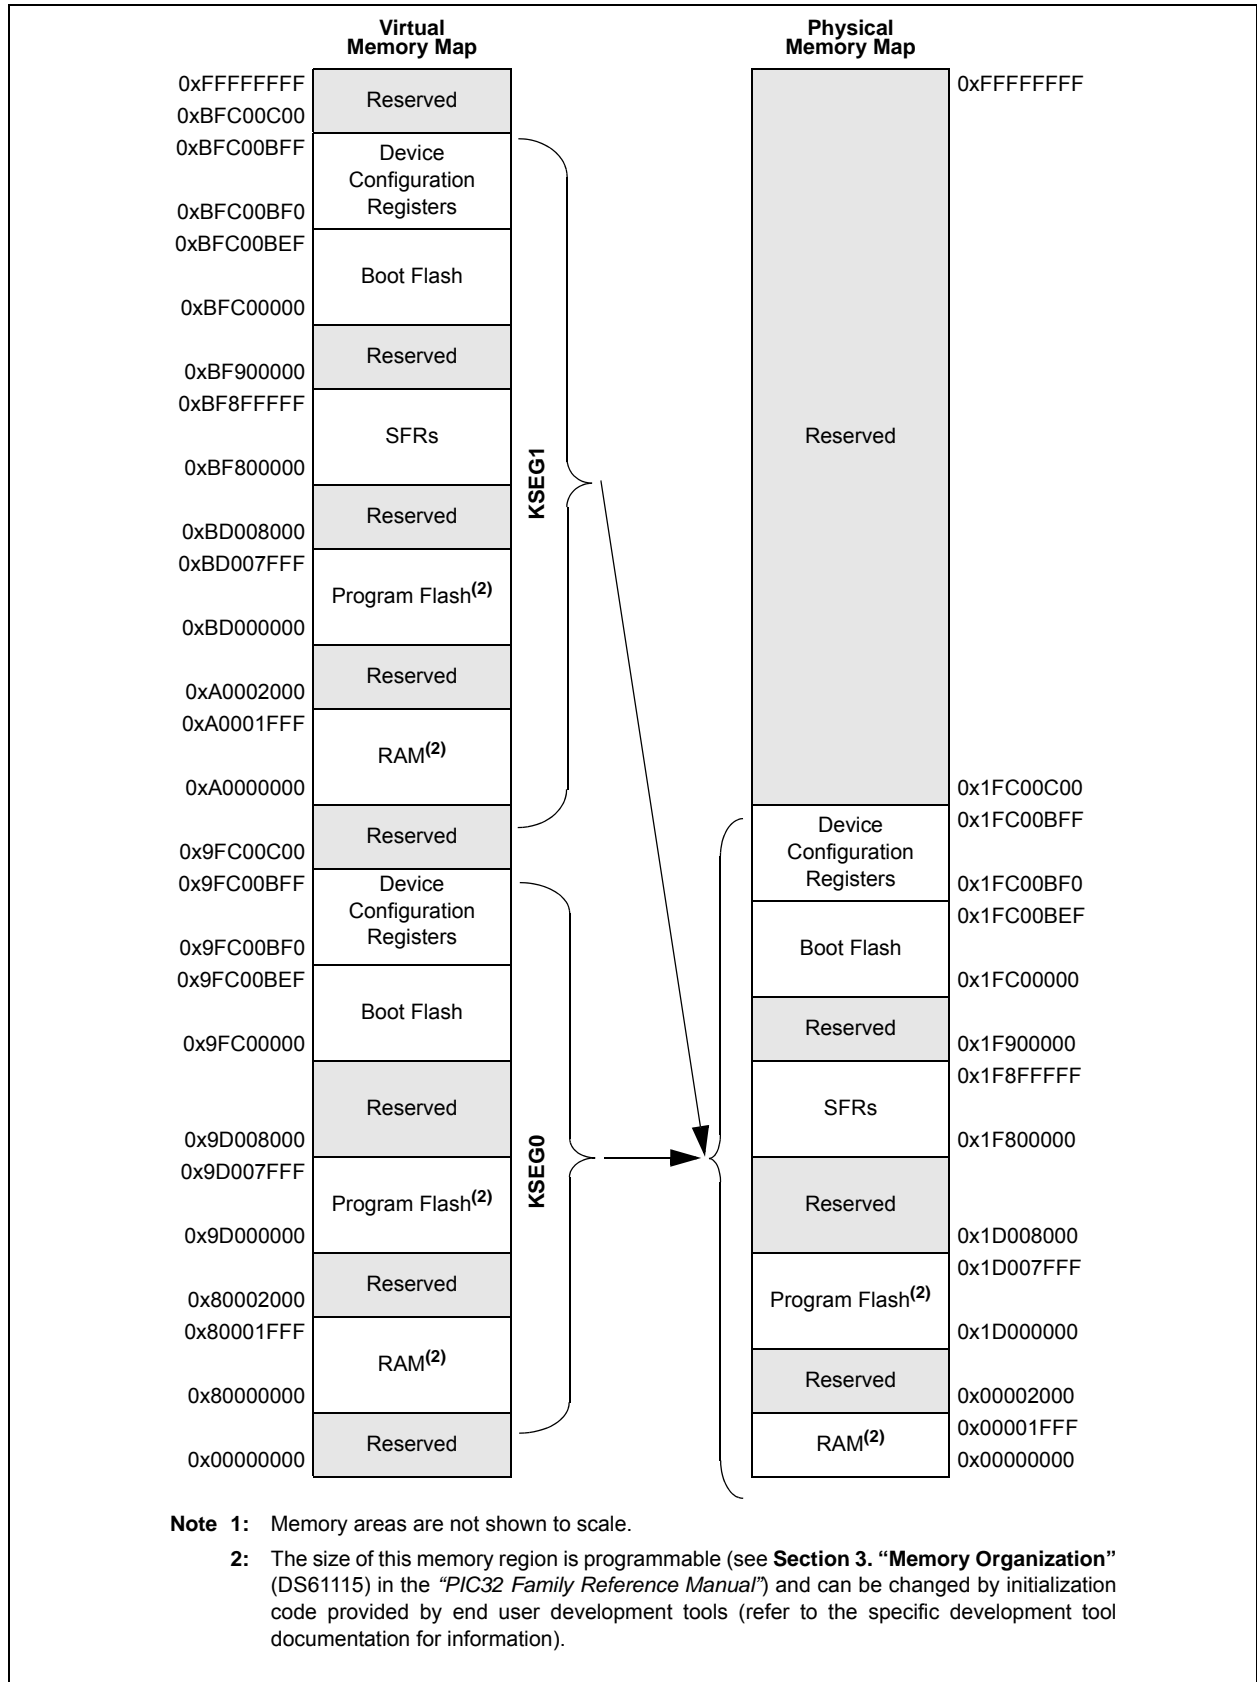 Virtual
Memory Map
0xFFFFFFFF
Reserved
0xBFC00C00
0xBFC00BFF
Device
Configuration
Registers
0xBFC00BF0
0xBFC00BEF
Boot Flash
0xBFC00000
Reserved
0xBF900000
0xBF8FFFFF
SFRs
0xBF800000
Reserved
0xBD008000
0xBD007FFF
Program Flash(2)
0xBD000000
Reserved
0xA0002000
0xA0001FFF
RAM(2)
0xA0000000
Reserved
0x9FC00C00
0x9FC00BFF
Device
Configuration
Registers
0x9FC00BF0
0x9FC00BEF
Boot Flash
0x9FC00000
Reserved
0x9D008000
0x9D007FFF
Program Flash(2)
0x9D000000
Reserved
0x80002000
0x80001FFF
RAM(2)
0x80000000
Reserved
0x00000000
KSEG1
KSEG0
Physical
Memory Map
0xFFFFFFFF
Reserved
0x1FC00C00
0x1FC00BFF
Device
Configuration
Registers
0x1FC00BF0
0x1FC00BEF
Boot Flash
0x1FC00000
Reserved
0x1F900000
0x1F8FFFFF
SFRs
0x1F800000
Reserved
0x1D008000
0x1D007FFF
Program Flash(2)
0x1D000000
Reserved
0x00002000
0x00001FFF
RAM(2)
0x00000000
Note 1: Memory areas are not shown to scale.
2: The size of this memory region is programmable (see Section 3. “Memory Organization”
(DS61115) in the “PIC32 Family Reference Manual”) and can be changed by initialization
code provided by end user development tools (refer to the specific development tool
documentation for information).